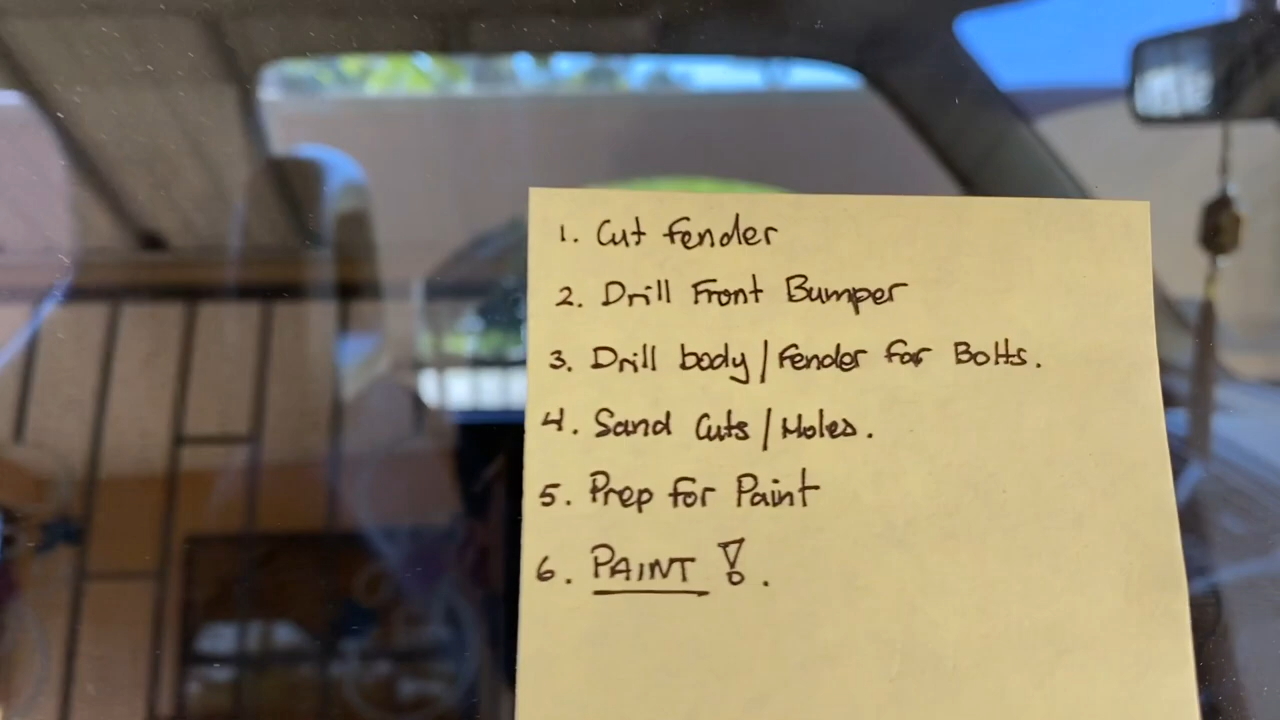 1. Cut fender
2. Drill Front Bumper
3. Drill body/fender for Bolts.
4. Sand Cuts/Holes.
5. Prep for Paint
6. PAINT !.